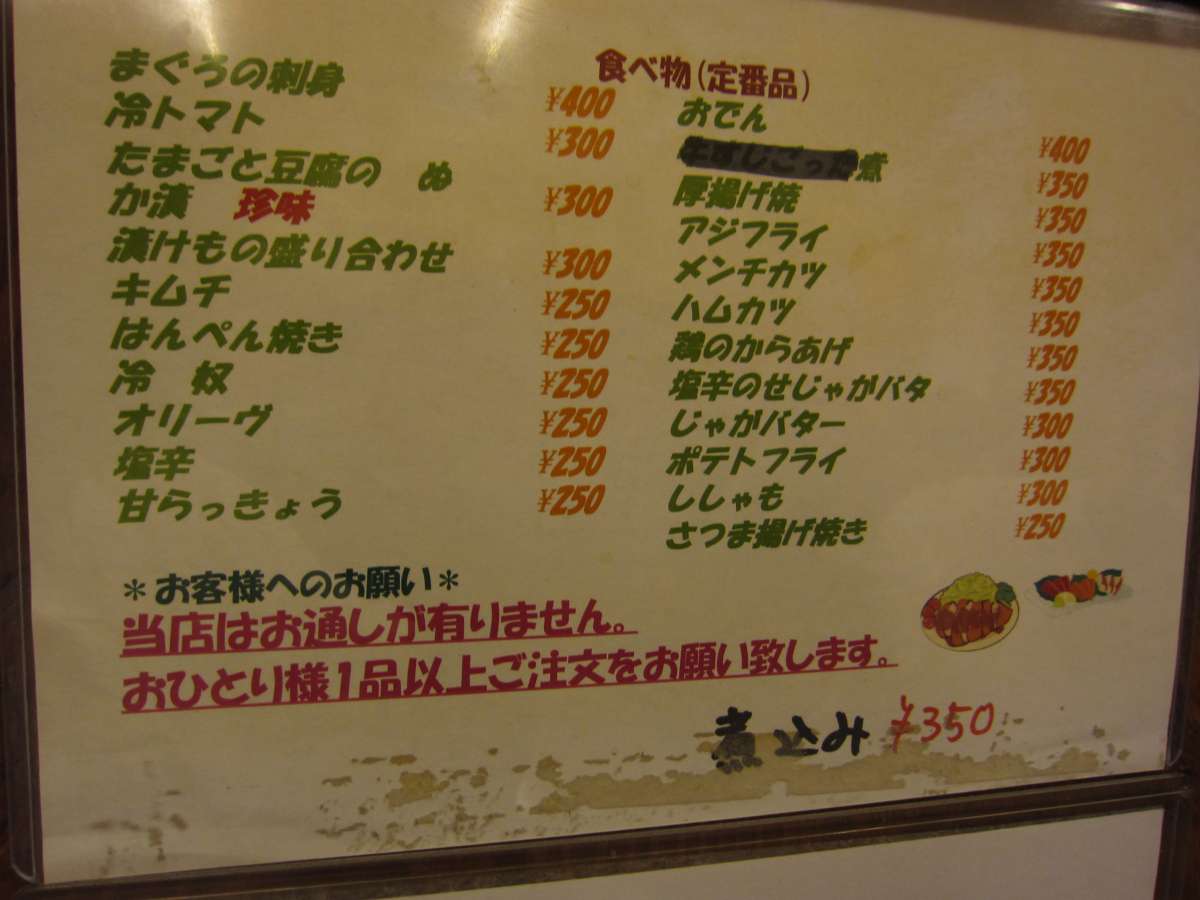 まぐろの刺身 ¥400
冷トマト ¥300
たまごと豆腐の ぬ
か漬 珍味 ¥300
漬けもの盛り合わせ ¥300
キムチ ¥250
はんぺん焼き ¥250
冷 奴 ¥250
オリーヴ ¥250
塩辛 ¥250
甘らっきょう ¥250
食べ物(定番品)
おでん ¥400
煮 ¥350
厚揚げ焼 ¥350
アジフライ ¥350
メンチカツ ¥350
ハムカツ ¥350
鶏のからあげ ¥350
塩辛のせじゃがバタ ¥350
じゃがバター ¥300
ポテトフライ ¥300
ししゃも ¥300
さつま揚げ焼き ¥250
＊お客様へのお願い＊
当店はお通しが有りません。
おひとり様1品以上ご注文をお願い致します。
煮込み ¥350